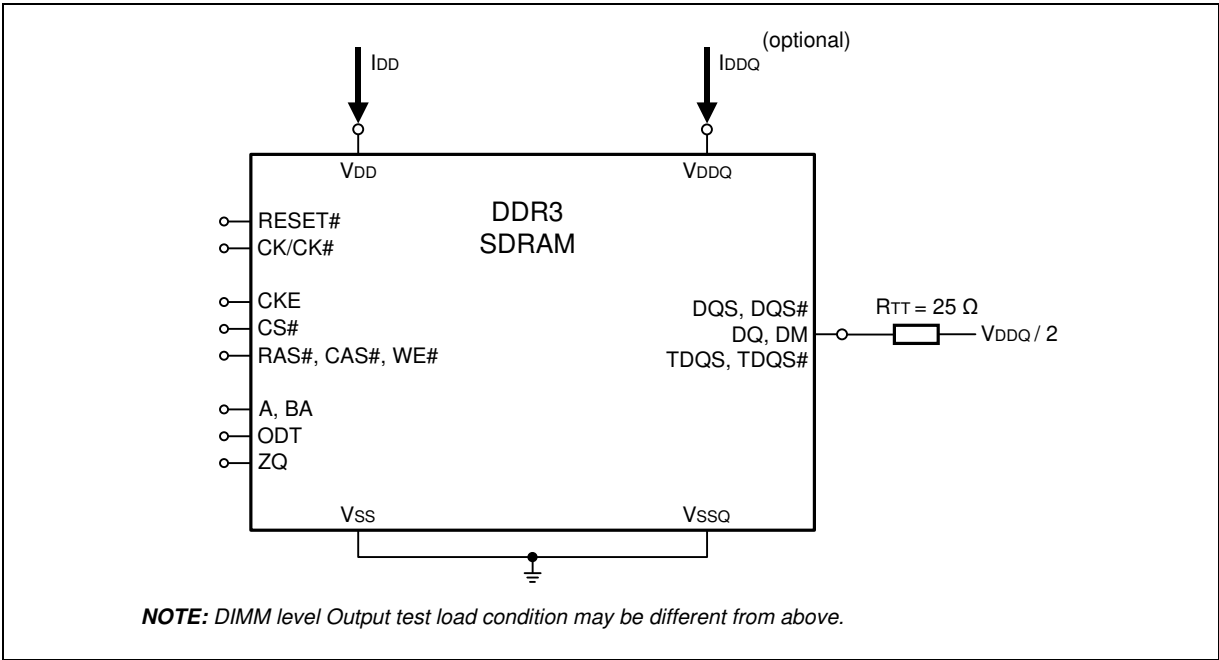 (optional)
IDD
IDDQ
VDD
VDDQ
DDR3
SDRAM
RESET#
CK/CK#
CKE
CS#
RAS#, CAS#, WE#
A, BA
ODT
ZQ
DQS, DQS#
DQ, DM
TDQS, TDQS#
RTT = 25 Ω
VDDQ / 2
VSS
VSSQ
NOTE: DIMM level Output test load condition may be different from above.